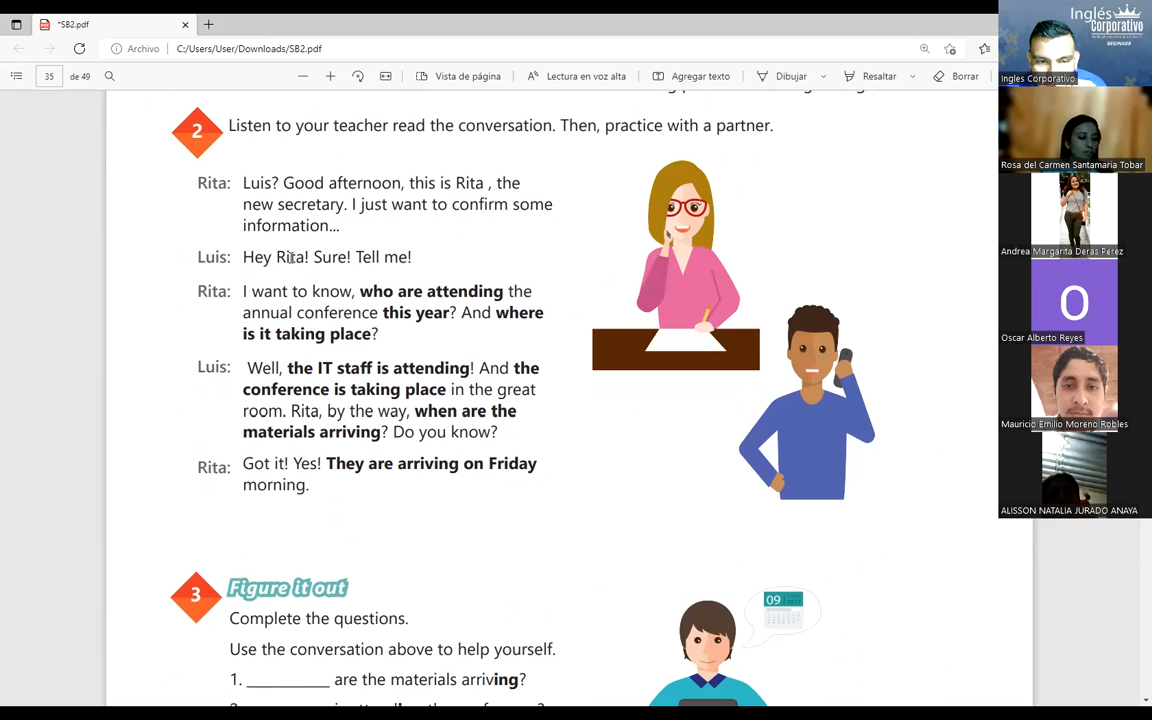 *SB2.pdf
Archivo
C:/Users/User/Downloads/SB2.pdf
35
de 49
Vista de página
Lectura en voz alta
Agregar texto
Dibujar
Resaltar
Borrar
2
Listen to your teacher read the conversation. Then, practice with a partner.
Rita: Luis? Good afternoon, this is Rita , the
new secretary. I just want to confirm some
information...
Luis: Hey Rita! Sure! Tell me!
Rita: I want to know, who are attending the
annual conference this year? And where
is it taking place?
Luis: Well, the IT staff is attending! And the
conference is taking place in the great
room. Rita, by the way, when are the
materials arriving? Do you know?
Rita: Got it! Yes! They are arriving on Friday
morning.
3
Figure it out
Complete the questions.
Use the conversation above to help yourself.
1. __________ are the materials arriving?
09
Inglés
Corporativo
BEGINNER
Ingles Corporativo
Rosa del Carmen Santamaría Tobar
Andrea Margarita Deras Perez
O
Oscar Alberto Reyes
Mauricio Emilio Moreno Robles
ALISSON NATALIA JURADO ANAYA